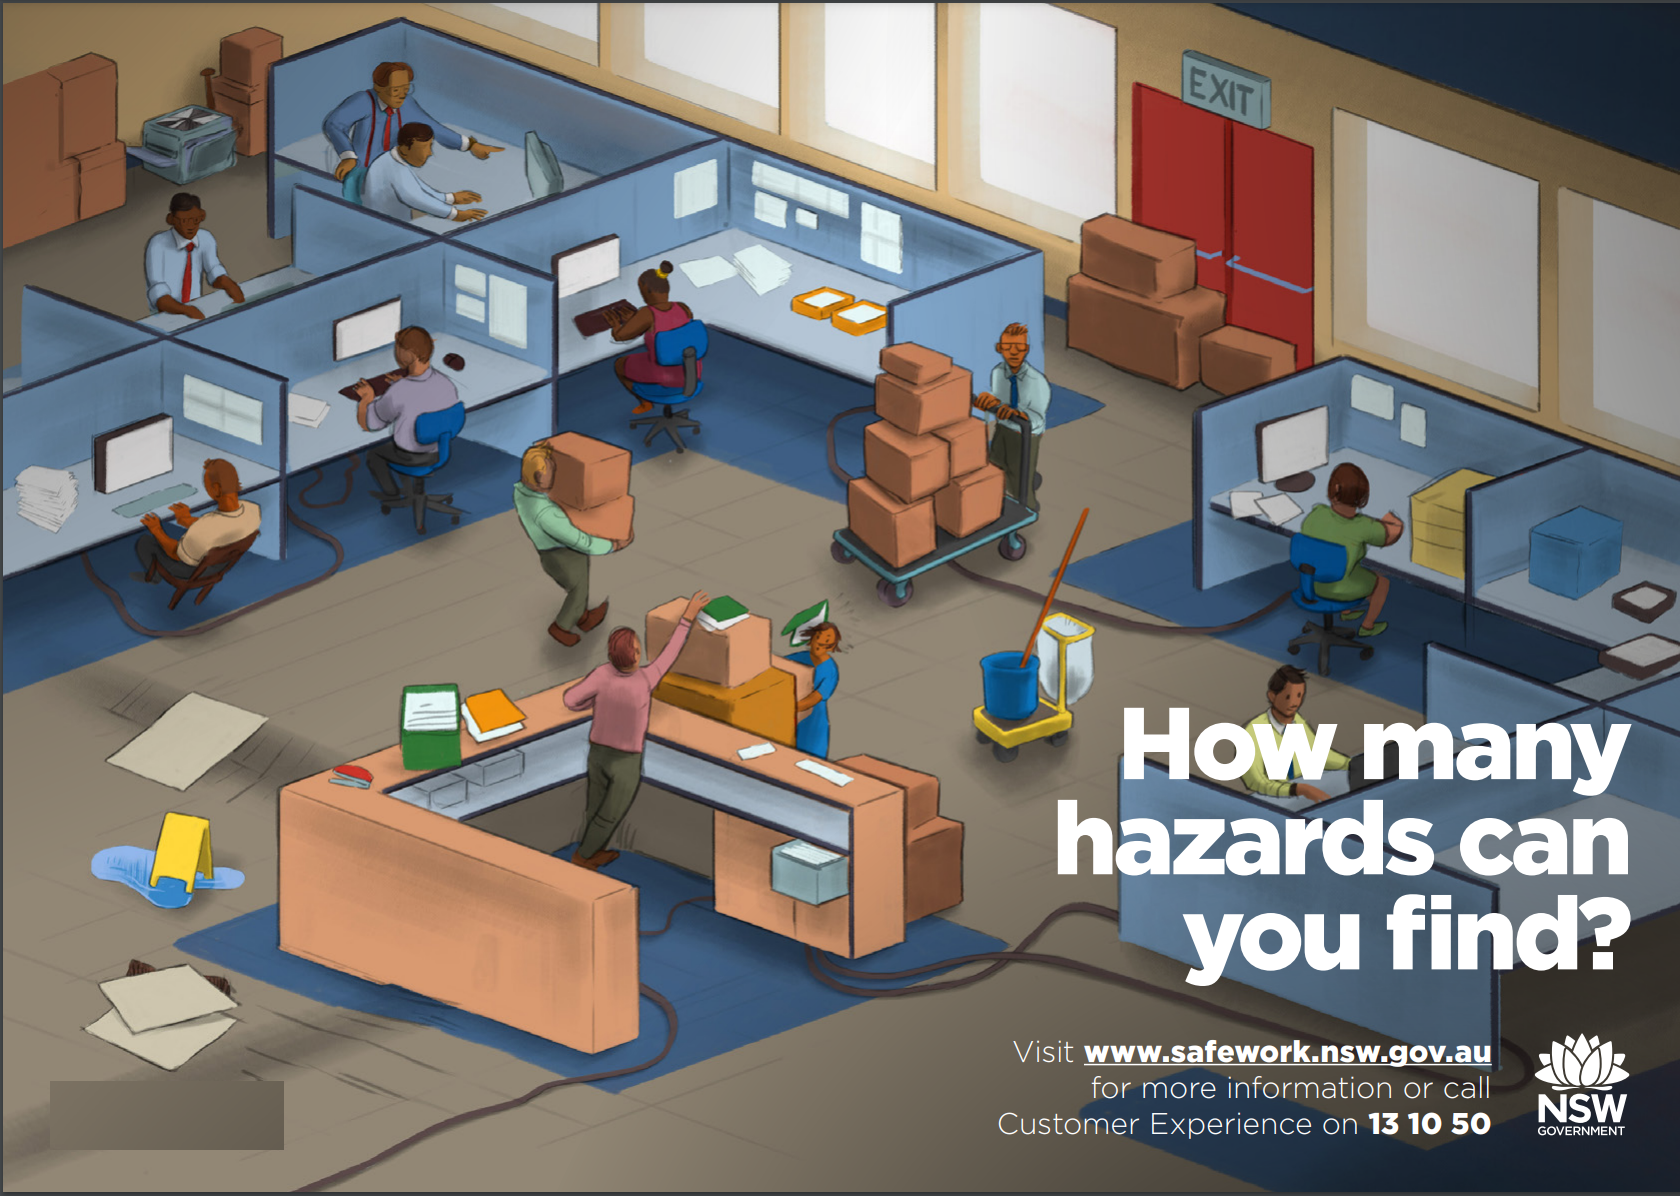 EXIT
How many
hazards can
you find?
Visit www.safework.nsw.gov.au
for more information or call
Customer Experience on 13 10 50
NSW
GOVERNMENT